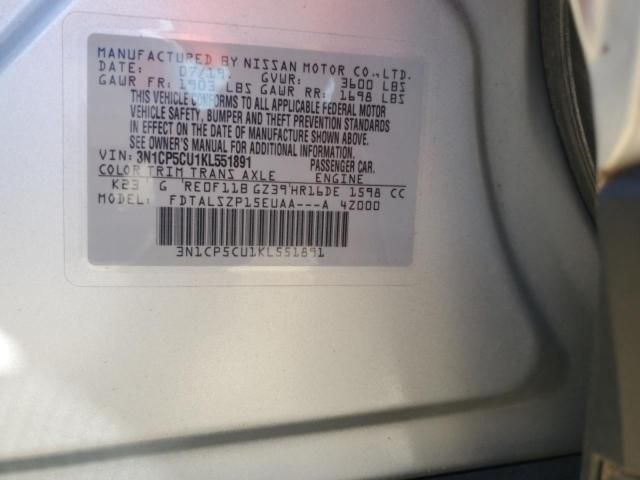 MANUFACTURED BY NISSAN MOTOR CO.,LTD.
DATE: 07/19 GVWR: 3600 LBS
GAWR FR: 1903 LBS GAWR RR: 1698 LBS
THIS VEHICLE CONFORMS TO ALL APPLICABLE FEDERAL MOTOR
VEHICLE SAFETY, BUMPER AND THEFT PREVENTION STANDARDS
IN EFFECT ON THE DATE OF MANUFACTURE SHOWN ABOVE.
SEE OWNER'S MANUAL FOR ADDITIONAL INFORMATION.
VIN: 3N1CP5CU1KL551891 PASSENGER CAR.
COLOR TRIM TRANS AXLE ENGINE
K23 G RE0F11B GZ39 HR16DE 1598 CC
MODEL: FDTALSZP15EUAA---A 42000
3N1CP5CU1KL551891